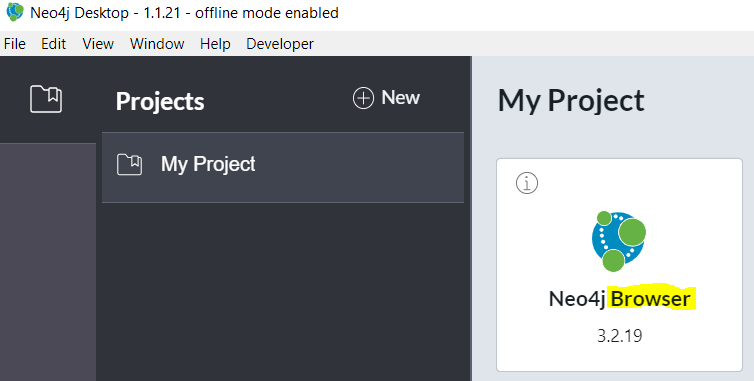 Neo4j Desktop - 1.1.21 - offline mode enabled
File Edit View Window Help Developer
Projects
New
My Project
My Project
Neo4j Browser
3.2.19